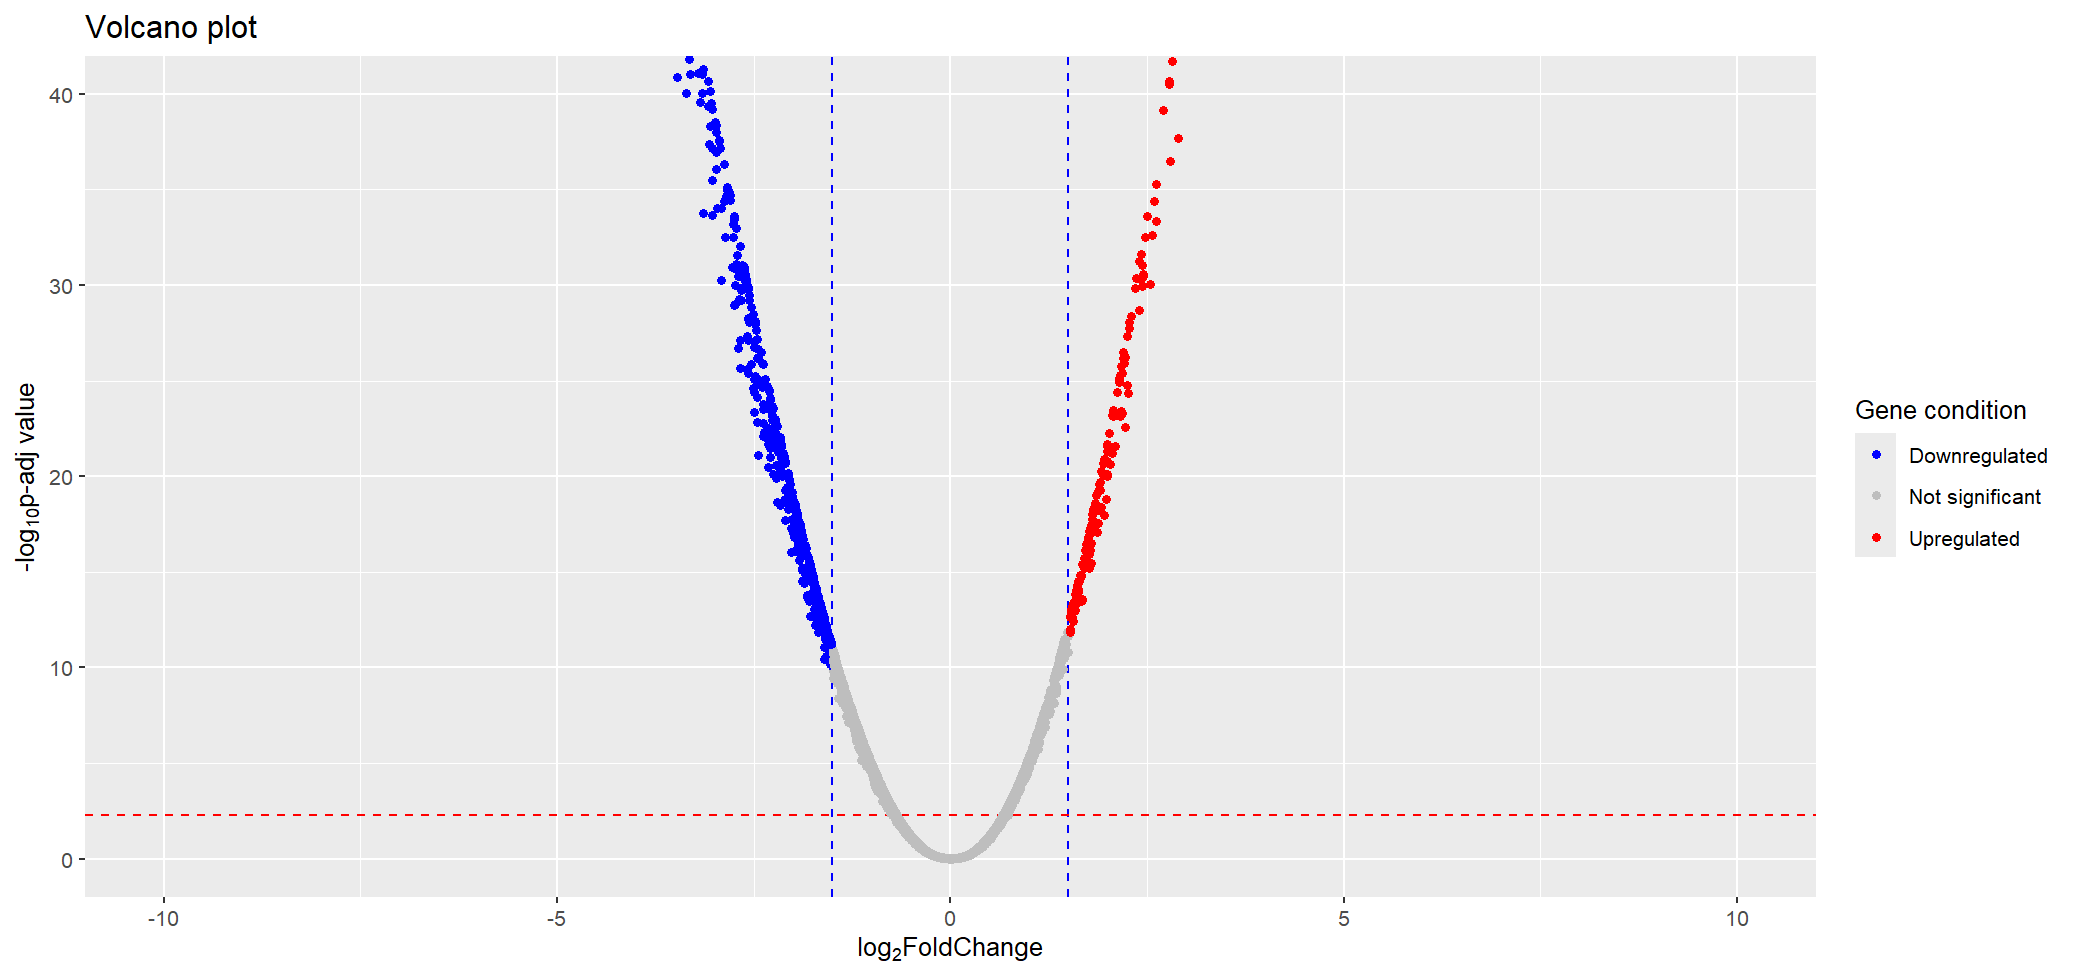 Volcano plot
40
30
20
10
0
-log₁₀p-adj value
-10
-5
0
5
10
log₂FoldChange
Gene condition
Downregulated
Not significant
Upregulated